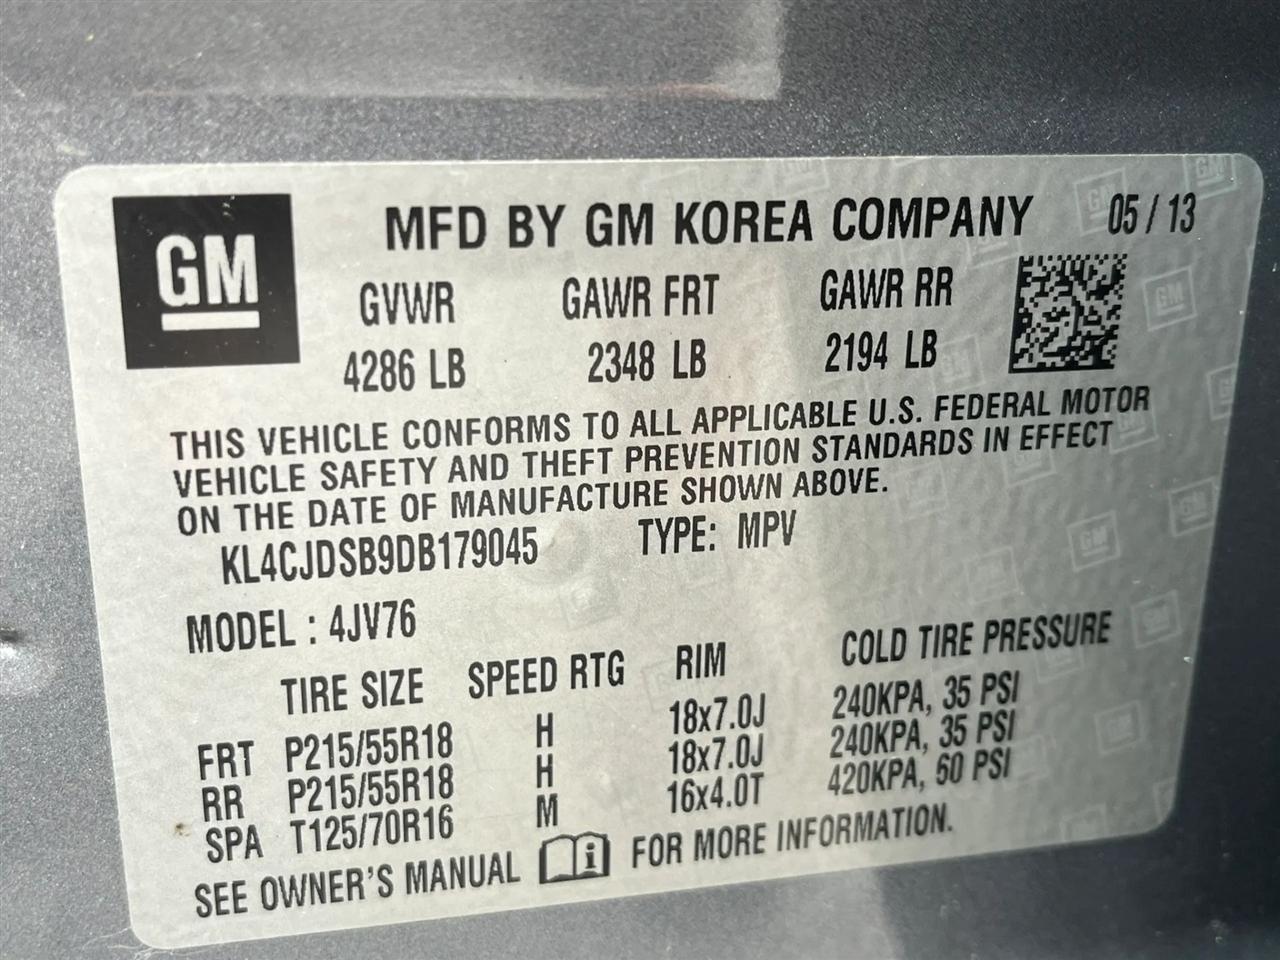 GM
MFD BY GM KOREA COMPANY 05 / 13
GVWR GAWR FRT GAWR RR
4286 LB 2348 LB 2194 LB
THIS VEHICLE CONFORMS TO ALL APPLICABLE U.S. FEDERAL MOTOR
VEHICLE SAFETY AND THEFT PREVENTION STANDARDS IN EFFECT
ON THE DATE OF MANUFACTURE SHOWN ABOVE.
KL4CJDSB9DB179045 TYPE: MPV
MODEL : 4JV76
TIRE SIZE SPEED RTG RIM COLD TIRE PRESSURE
FRT P215/55R18 H 18x7.0J 240KPA, 35 PSI
RR P215/55R18 H 18x7.0J 240KPA, 35 PSI
SPA T125/70R16 M 16x4.0T 420KPA, 60 PSI
SEE OWNER'S MANUAL i FOR MORE INFORMATION.